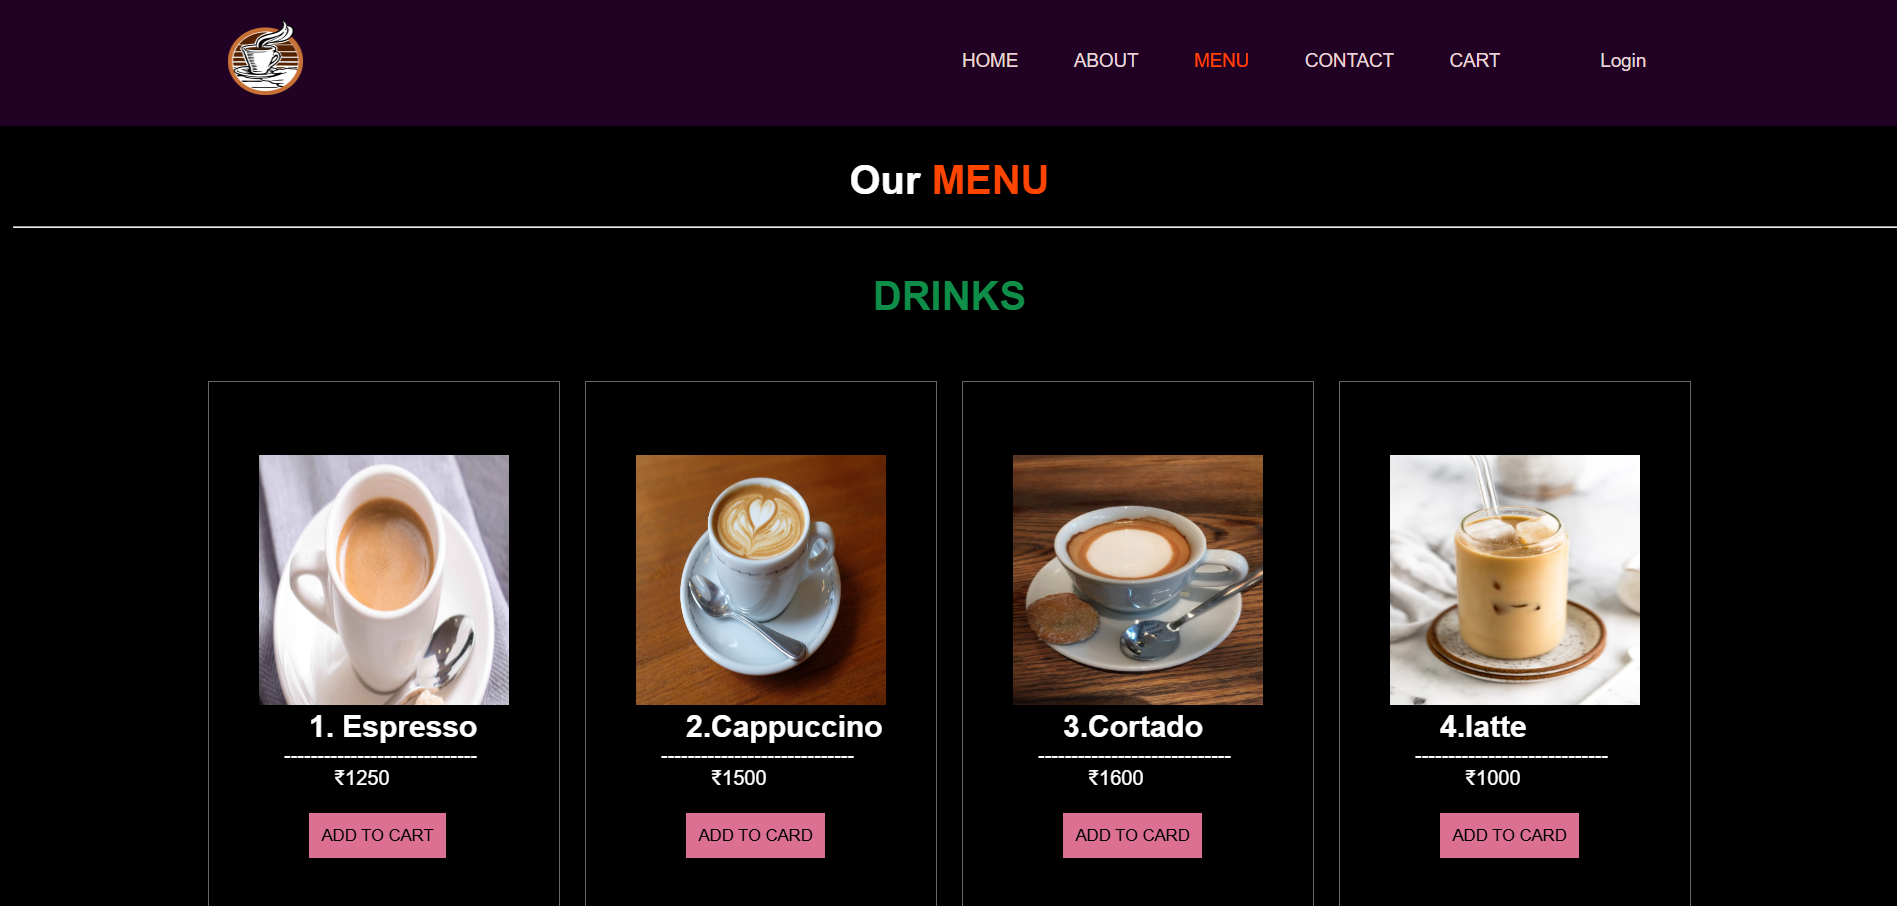 HOME ABOUT MENU CONTACT CART Login
Our MENU
DRINKS
1. Espresso
-----------------------------
₹1250
ADD TO CART
2.Cappuccino
-----------------------------
₹1500
ADD TO CARD
3.Cortado
-----------------------------
₹1600
ADD TO CARD
4.latte
-----------------------------
₹1000
ADD TO CARD